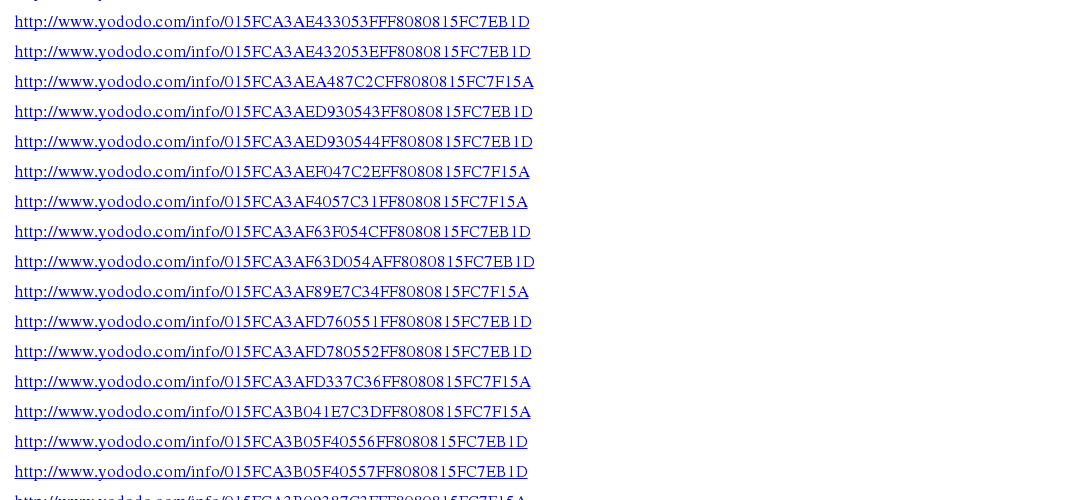 http://www.yododo.com/info/015FCA3AE433053FFF8080815FC7EB1D
http://www.yododo.com/info/015FCA3AE432053EFF8080815FC7EB1D
http://www.yododo.com/info/015FCA3AEA487C2CFF8080815FC7F15A
http://www.yododo.com/info/015FCA3AED930543FF8080815FC7EB1D
http://www.yododo.com/info/015FCA3AED930544FF8080815FC7EB1D
http://www.yododo.com/info/015FCA3AEF047C2EFF8080815FC7F15A
http://www.yododo.com/info/015FCA3AF4057C31FF8080815FC7F15A
http://www.yododo.com/info/015FCA3AF63F054CFF8080815FC7EB1D
http://www.yododo.com/info/015FCA3AF63D054AFF8080815FC7EB1D
http://www.yododo.com/info/015FCA3AF89E7C34FF8080815FC7F15A
http://www.yododo.com/info/015FCA3AFD760551FF8080815FC7EB1D
http://www.yododo.com/info/015FCA3AFD780552FF8080815FC7EB1D
http://www.yododo.com/info/015FCA3AFD337C36FF8080815FC7F15A
http://www.yododo.com/info/015FCA3B041E7C3DFF8080815FC7F15A
http://www.yododo.com/info/015FCA3B05F40556FF8080815FC7EB1D
http://www.yododo.com/info/015FCA3B05F40557FF8080815FC7EB1D